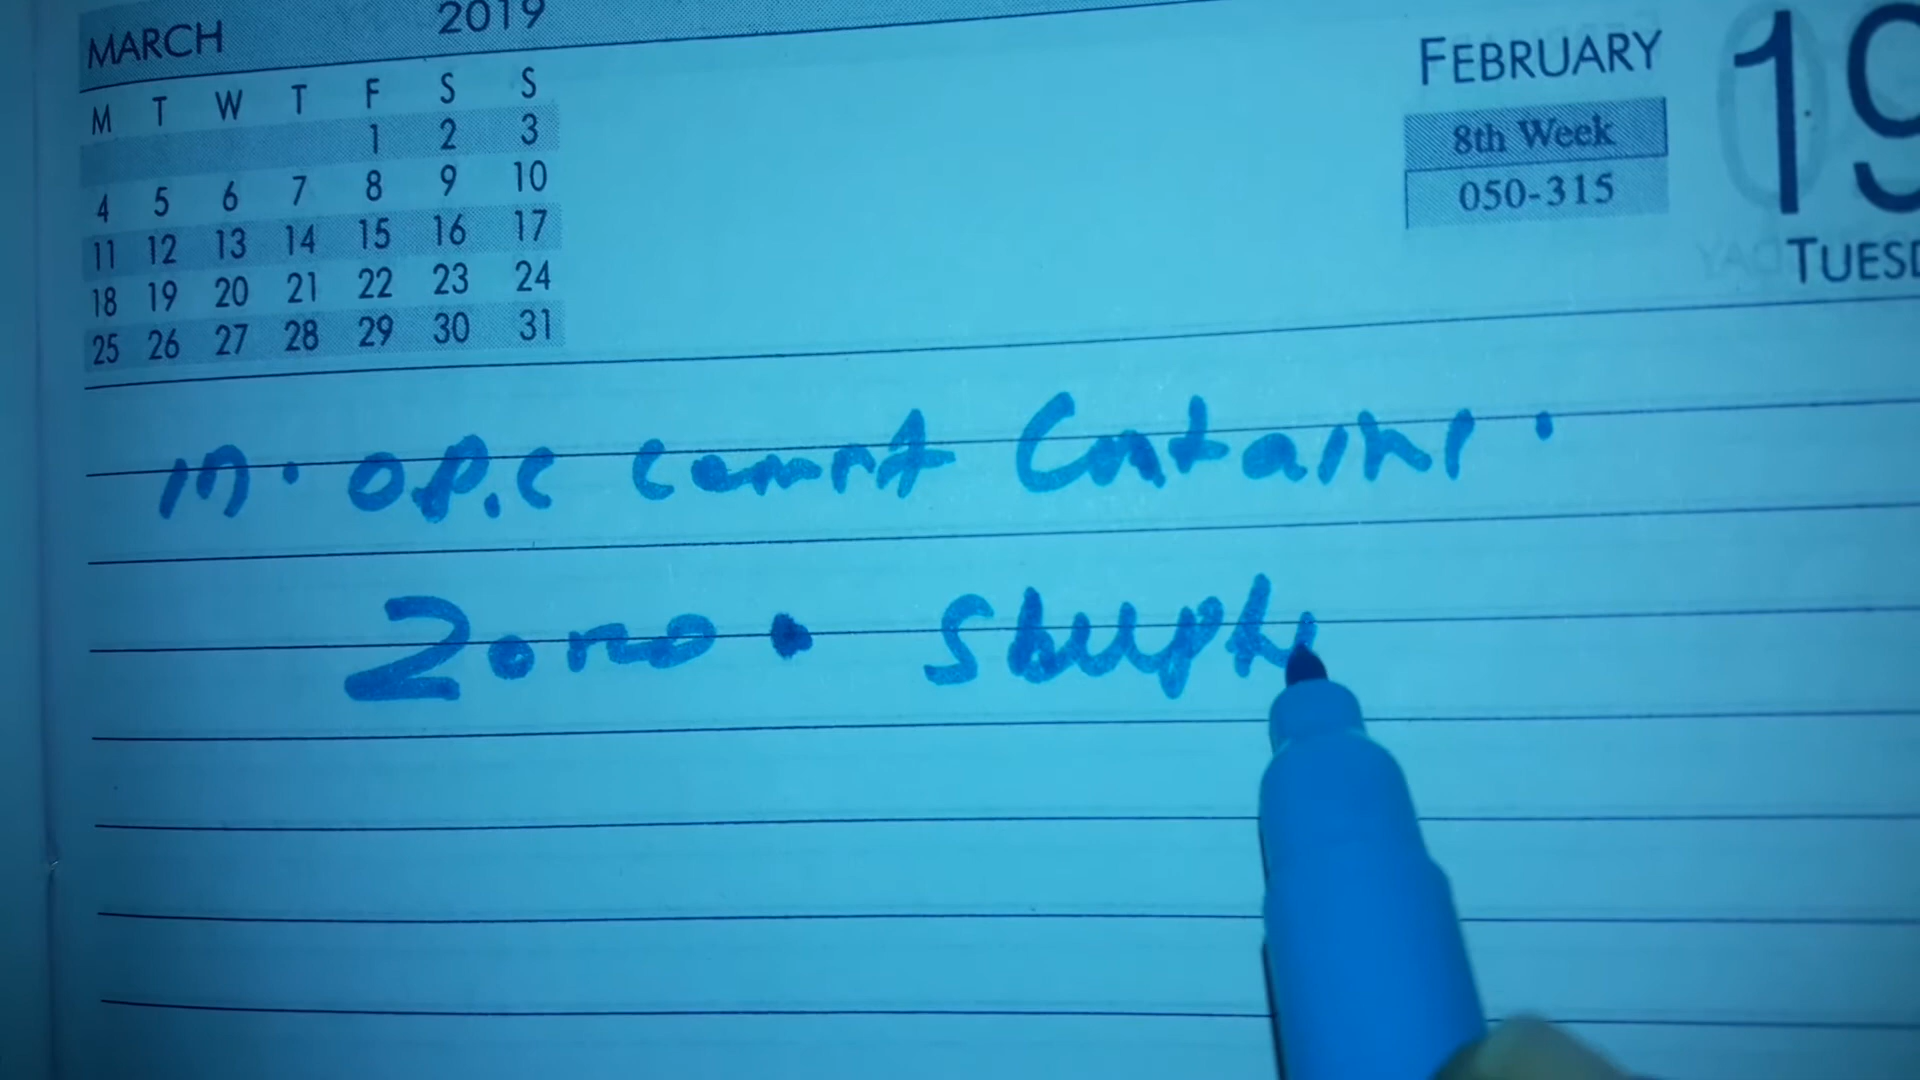 MARCH 2019
M T W T F S S
1 2 3
4 5 6 7 8 9 10
11 12 13 14 15 16 17
18 19 20 21 22 23 24
25 26 27 28 29 30 31
FEBRUARY 19
8th Week
050-315
TUESD
In. O.P.C cement Contains.
Zono. Sluph